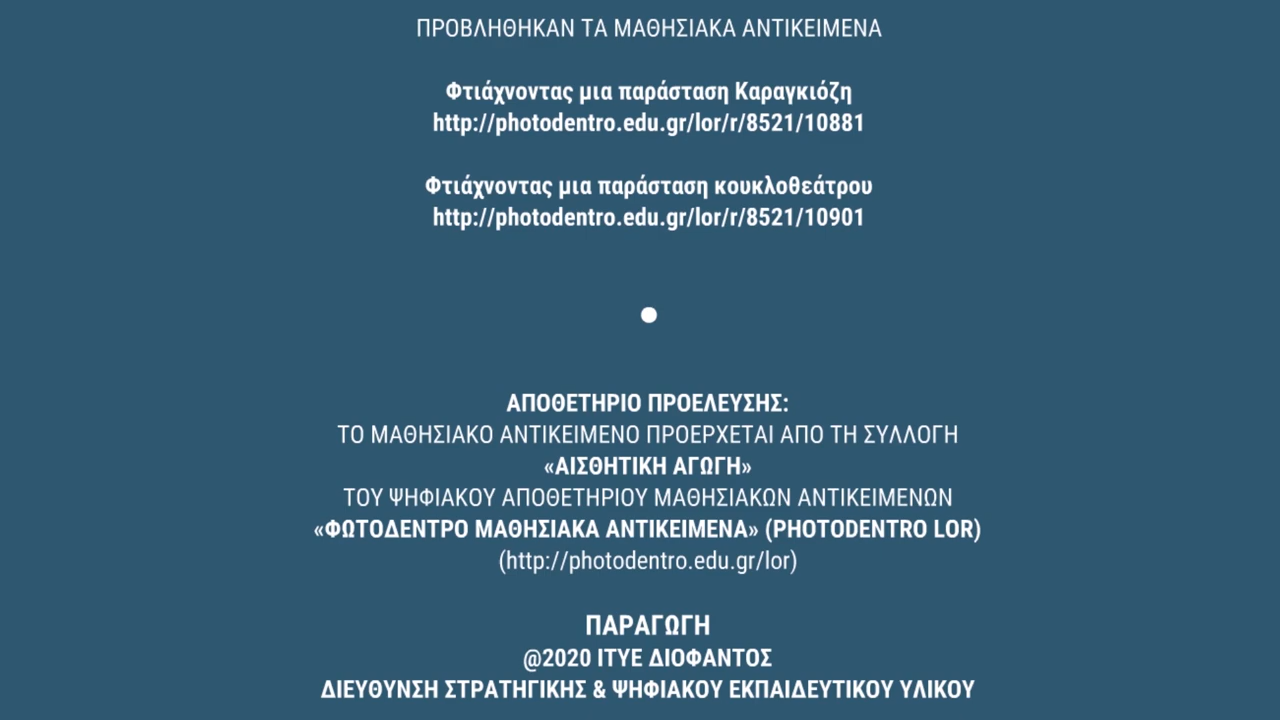 ΠΡΟΒΛΗΘΗΚΑΝ ΤΑ ΜΑΘΗΣΙΑΚΑ ΑΝΤΙΚΕΙΜΕΝΑ
Φτιάχνοντας μια παράσταση Καραγκιόζη
http://photodentro.edu.gr/lor/r/8521/10881
Φτιάχνοντας μια παράσταση κουκλοθεάτρου
http://photodentro.edu.gr/lor/r/8521/10901
ΑΠΟΘΕΤΗΡΙΟ ΠΡΟΕΛΕΥΣΗΣ:
ΤΟ ΜΑΘΗΣΙΑΚΟ ΑΝΤΙΚΕΙΜΕΝΟ ΠΡΟΕΡΧΕΤΑΙ ΑΠΟ ΤΗ ΣΥΛΛΟΓΗ
«ΑΙΣΘΗΤΙΚΗ ΑΓΩΓΗ»
ΤΟΥ ΨΗΦΙΑΚΟΥ ΑΠΟΘΕΤΗΡΙΟΥ ΜΑΘΗΣΙΑΚΩΝ ΑΝΤΙΚΕΙΜΕΝΩΝ
«ΦΩΤΟΔΕΝΤΡΟ ΜΑΘΗΣΙΑΚΑ ΑΝΤΙΚΕΙΜΕΝΑ» (PHOTODENTRO LOR)
(http://photodentro.edu.gr/lor)
ΠΑΡΑΓΩΓΗ
@2020 ΙΤΥΕ ΔΙΟΦΑΝΤΟΣ
ΔΙΕΥΘΥΝΣΗ ΣΤΡΑΤΗΓΙΚΗΣ & ΨΗΦΙΑΚΟΥ ΕΚΠΑΙΔΕΥΤΙΚΟΥ ΥΛΙΚΟΥ